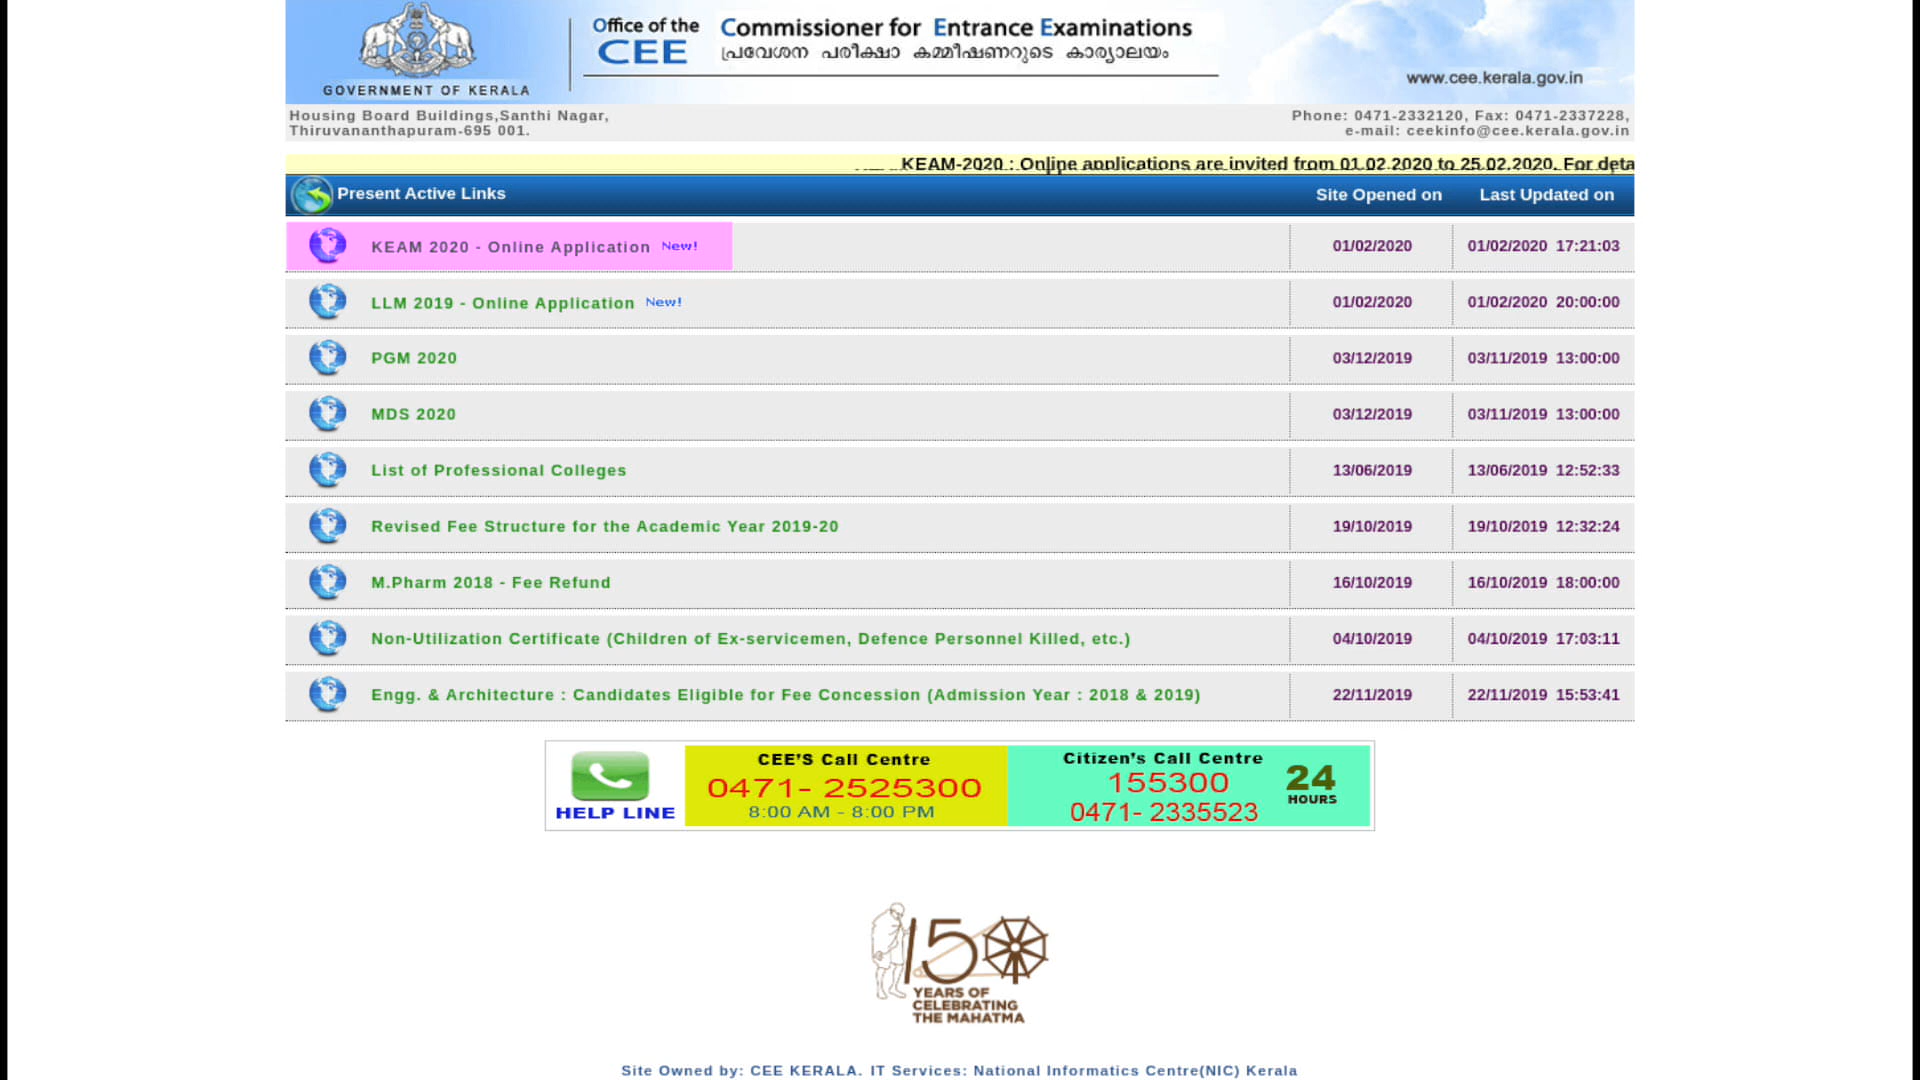 GOVERNMENT OF KERALA
Office of the
CEE
Commissioner for Entrance Examinations
പ്രവേശന പരീക്ഷാ കമ്മീഷണറുടെ കാര്യാലയം
www.cee.kerala.gov.in
Housing Board Buildings,Santhi Nagar,
Thiruvananthapuram-695 001.
Phone: 0471-2332120, Fax: 0471-2337228,
e-mail: ceekinfo@cee.kerala.gov.in
KEAM-2020 : Online applications are invited from 01.02.2020 to 25.02.2020. For deta
Present Active Links Site Opened on Last Updated on
KEAM 2020 - Online Application New! 01/02/2020 01/02/2020 17:21:03
LLM 2019 - Online Application New! 01/02/2020 01/02/2020 20:00:00
PGM 2020 03/12/2019 03/11/2019 13:00:00
MDS 2020 03/12/2019 03/11/2019 13:00:00
List of Professional Colleges 13/06/2019 13/06/2019 12:52:33
Revised Fee Structure for the Academic Year 2019-20 19/10/2019 19/10/2019 12:32:24
M.Pharm 2018 - Fee Refund 16/10/2019 16/10/2019 18:00:00
Non-Utilization Certificate (Children of Ex-servicemen, Defence Personnel Killed, etc.) 04/10/2019 04/10/2019 17:03:11
Engg. & Architecture : Candidates Eligible for Fee Concession (Admission Year : 2018 & 2019) 22/11/2019 22/11/2019 15:53:41
HELP LINE
CEE'S Call Centre
0471- 2525300
8:00 AM - 8:00 PM
Citizen's Call Centre
155300
0471- 2335523
24
HOURS
150
YEARS OF
CELEBRATING
THE MAHATMA
Site Owned by: CEE KERALA. IT Services: National Informatics Centre(NIC) Kerala